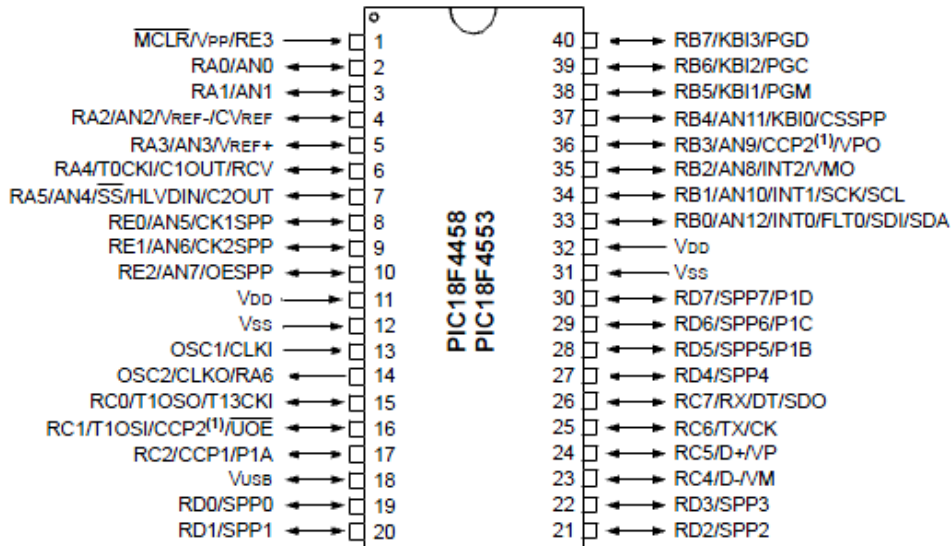 MCLR/VPP/RE3 1
RA0/AN0 2
RA1/AN1 3
RA2/AN2/VREF-/CVREF 4
RA3/AN3/VREF+ 5
RA4/T0CKI/C1OUT/RCV 6
RA5/AN4/SS/HLVDIN/C2OUT 7
RE0/AN5/CK1SPP 8
RE1/AN6/CK2SPP 9
RE2/AN7/OESPP 10
VDD 11
VSS 12
OSC1/CLKI 13
OSC2/CLKO/RA6 14
RC0/T1OSO/T13CKI 15
RC1/T1OSI/CCP2(1)/UOE 16
RC2/CCP1/P1A 17
VUSB 18
RD0/SPP0 19
RD1/SPP1 20
PIC18F4458
PIC18F4553
40 RB7/KBI3/PGD
39 RB6/KBI2/PGC
38 RB5/KBI1/PGM
37 RB4/AN11/KBI0/CSSPP
36 RB3/AN9/CCP2(1)/VPO
35 RB2/AN8/INT2/VMO
34 RB1/AN10/INT1/SCK/SCL
33 RB0/AN12/INT0/FLT0/SDI/SDA
32 VDD
31 VSS
30 RD7/SPP7/P1D
29 RD6/SPP6/P1C
28 RD5/SPP5/P1B
27 RD4/SPP4
26 RC7/RX/DT/SDO
25 RC6/TX/CK
24 RC5/D+/VP
23 RC4/D-/VM
22 RD3/SPP3
21 RD2/SPP2